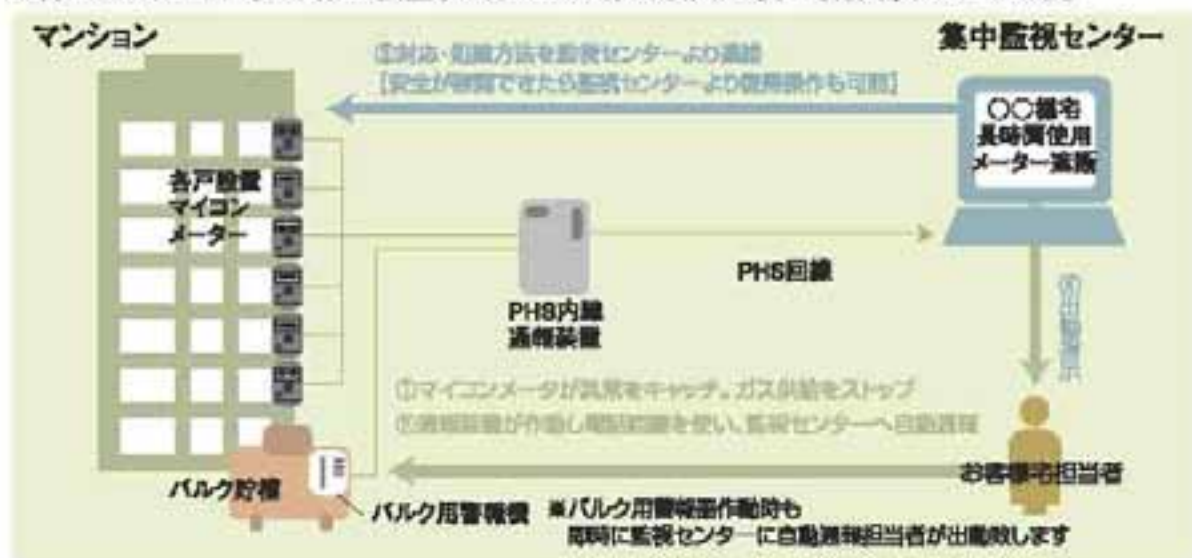 マンション
集中監視センター
③対応・処置方法を監視センターより連絡
【安全が確認できたら監視センターより復帰操作も可能】
〇〇様宅
長時間使用
メーター遮断
各戸設置
マイコン
メーター
PHS回線
PHS内蔵
通報装置
①マイコンメータが異常をキャッチ。ガス供給をストップ
②通報装置が作動し電話回線を使い、監視センターへ自動通報
お客様宅担当者
バルク貯槽
バルク用警報機
※バルク用警報器作動時も
即時に監視センターに自動通報担当者が出動致します